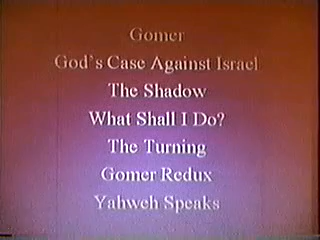 Gomer
God's Case Against Israel
The Shadow
What Shall I Do?
The Turning
Gomer Redux
Yahweh Speaks